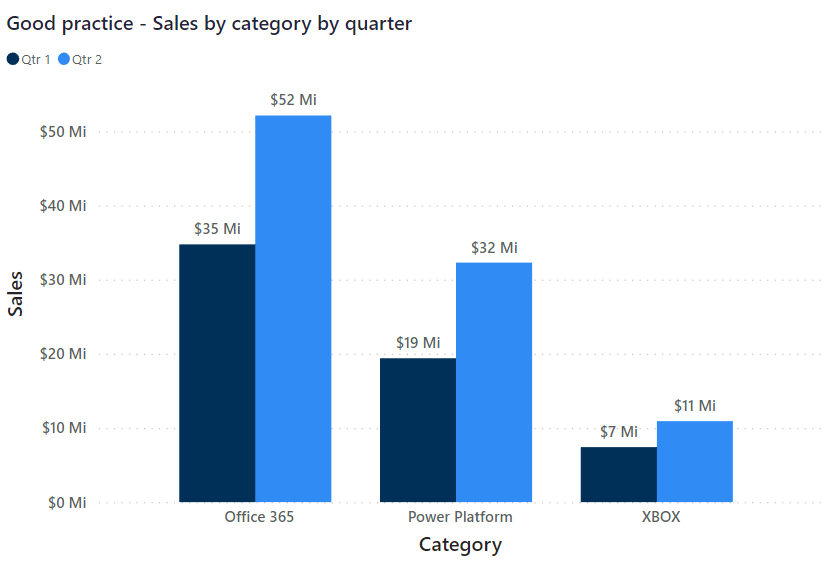 Good practice - Sales by category by quarter
Qtr 1 Qtr 2
$52 Mi
$50 Mi
$40 Mi
$35 Mi
$32 Mi
$30 Mi
Sales
$20 Mi
$19 Mi
$11 Mi
$10 Mi
$7 Mi
$0 Mi
Office 365 Power Platform XBOX
Category